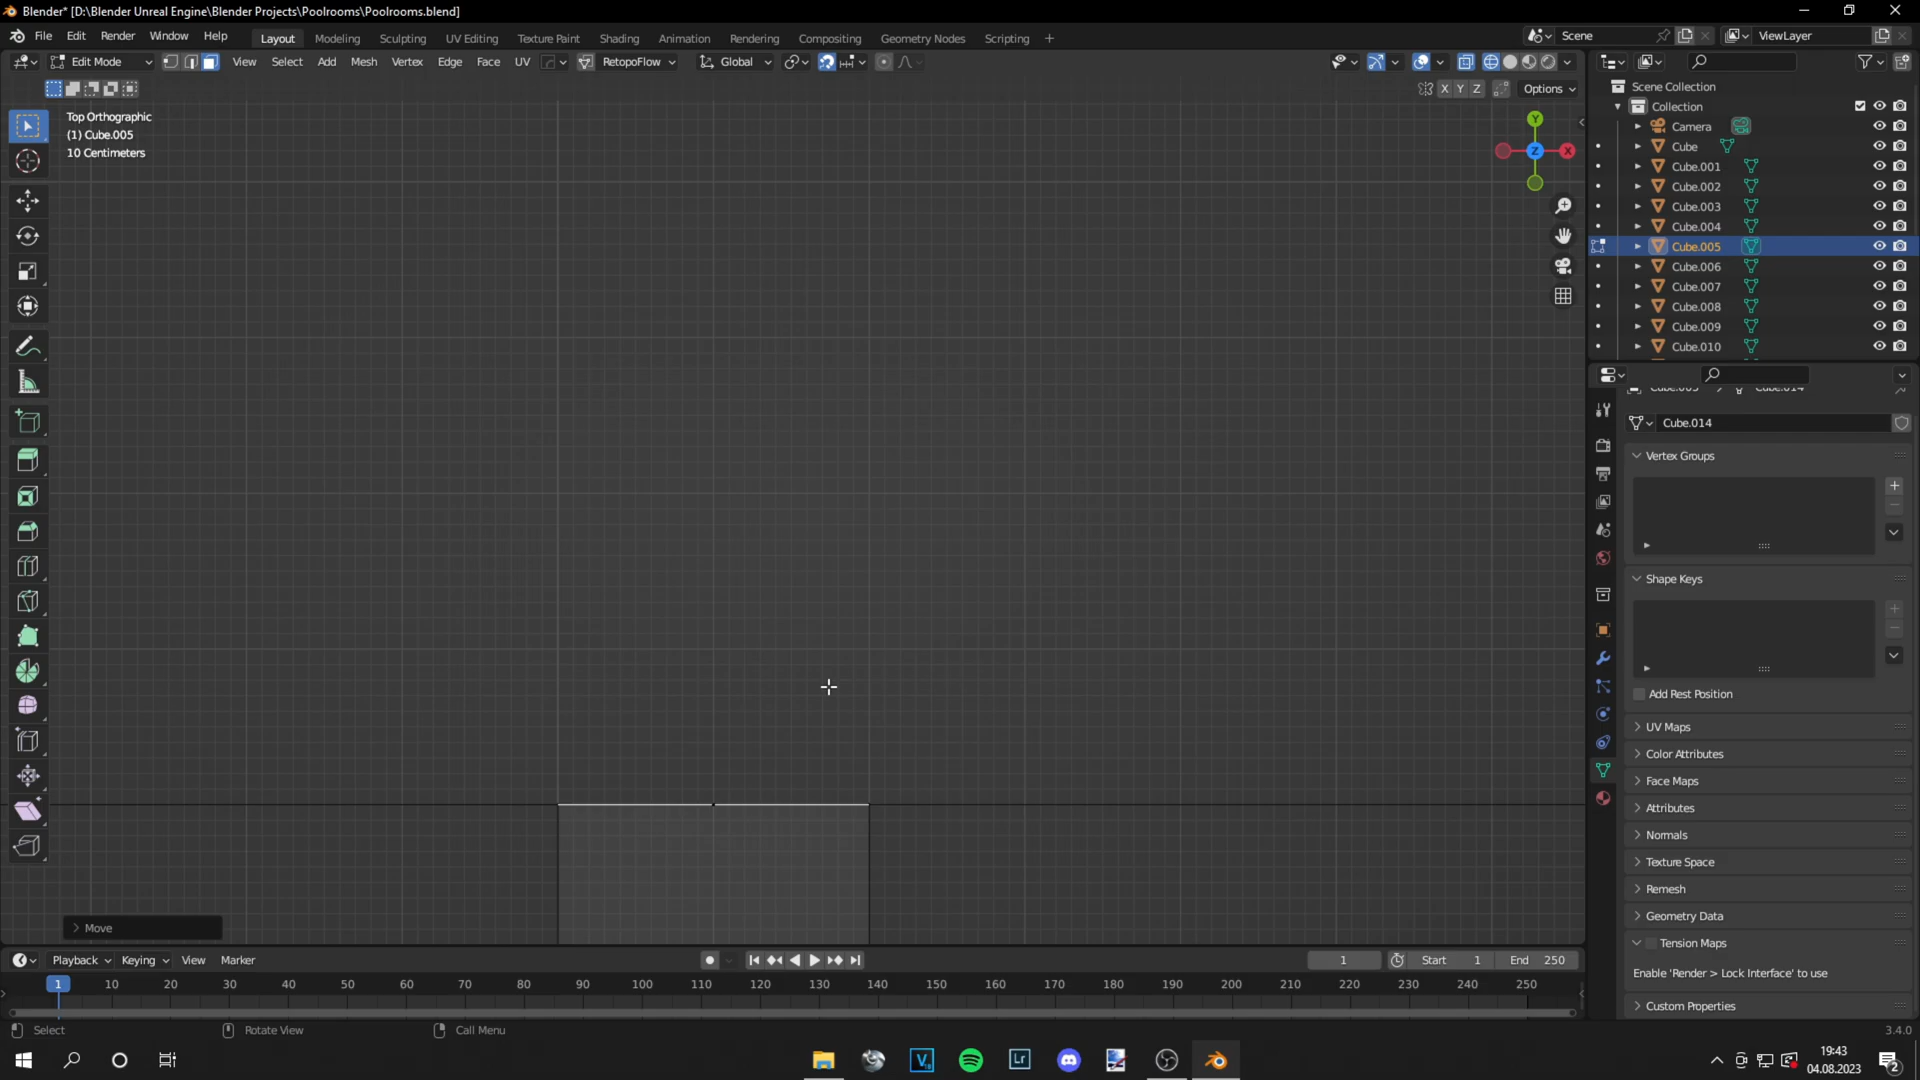 Blender* [D:\Blender Unreal Engine\Blender Projects\Poolrooms\Poolrooms.blend]
File Edit Render Window Help Layout Modeling Sculpting UV Editing Texture Paint Shading Animation Rendering Compositing Geometry Nodes Scripting + Scene ViewLayer
Edit Mode View Select Add Mesh Vertex Edge Face UV RetopoFlow Global
X Y Z Options
Top Orthographic
(1) Cube.005
10 Centimeters
Y
Z X
Scene Collection
Collection
Camera
Cube
Cube.001
Cube.002
Cube.003
Cube.004
Cube.005
Cube.006
Cube.007
Cube.008
Cube.009
Cube.010
Cube.014
Vertex Groups
Shape Keys
Add Rest Position
UV Maps
Color Attributes
Face Maps
Attributes
Normals
Texture Space
Remesh
Geometry Data
Tension Maps
Enable 'Render > Lock Interface' to use
Custom Properties
Move
Playback Keying View Marker 1 Start 1 End 250
1 10 20 30 40 50 60 70 80 90 100 110 120 130 140 150 160 170 180 190 200 210 220 230 240 250
Select Rotate View Call Menu 3.4.0
Lr
19:43
04.08.2023
2